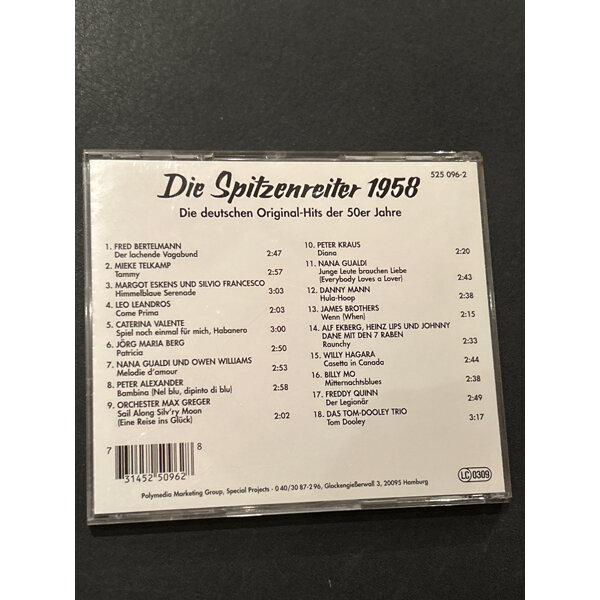 525 096-2
Die Spitzenreiter 1958
Die deutschen Original-Hits der 50er Jahre
1. FRED BERTELMANN
Der lachende Vagabund 2:47
2. MIEKE TELKAMP
Tammy 2:57
3. MARGOT ESKENS UND SILVIO FRANCESCO
Himmelblaue Serenade 3:03
4. LEO LEANDROS
Come Prima 2:03
5. CATERINA VALENTE
Spiel noch einmal für mich, Habanero 3:00
6. JÖRG MARIA BERG
Patricia 2:50
7. NANA GUALDI UND OWEN WILLIAMS
Melodie d'amour 2:53
8. PETER ALEXANDER
Bambina (Nel blu, dipinto di blu) 2:58
9. ORCHESTER MAX GREGER
Sail Along Silv'ry Moon
(Eine Reise ins Glück) 2:02
10. PETER KRAUS
Diana 2:20
11. NANA GUALDI
Junge Leute brauchen Liebe
(Everybody Loves a Lover) 2:43
12. DANNY MANN
Hula-Hoop 2:38
13. JAMES BROTHERS
Wenn (When) 2:15
14. ALF EKBERG, HEINZ LIPS UND JOHNNY
DANE MIT DEN 7 RABEN
Raunchy 2:33
15. WILLY HAGARA
Casetta in Canada 2:44
16. BILLY MO
Mitternachtsblues 2:38
17. FREDDY QUINN
Der Legionär 2:49
18. DAS TOM-DOOLEY TRIO
Tom Dooley 3:17
7 31452 50962 8
LC 0309
Polymedia Marketing Group, Special Projects - 0 40/30 87-2 96, Glockengießerwall 3, 20095 Hamburg